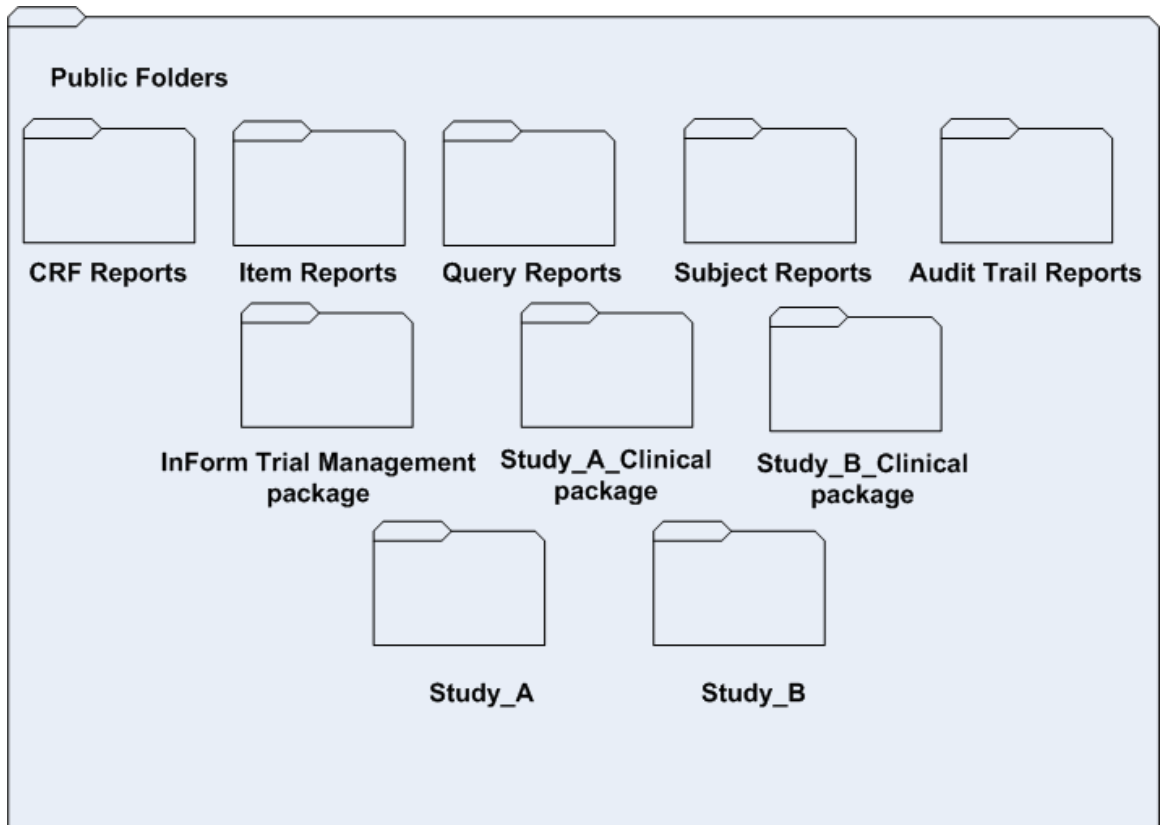 Public Folders
CRF Reports
Item Reports
Query Reports
Subject Reports
Audit Trail Reports
InForm Trial Management
package
Study_A_Clinical
package
Study_B_Clinical
package
Study_A
Study_B